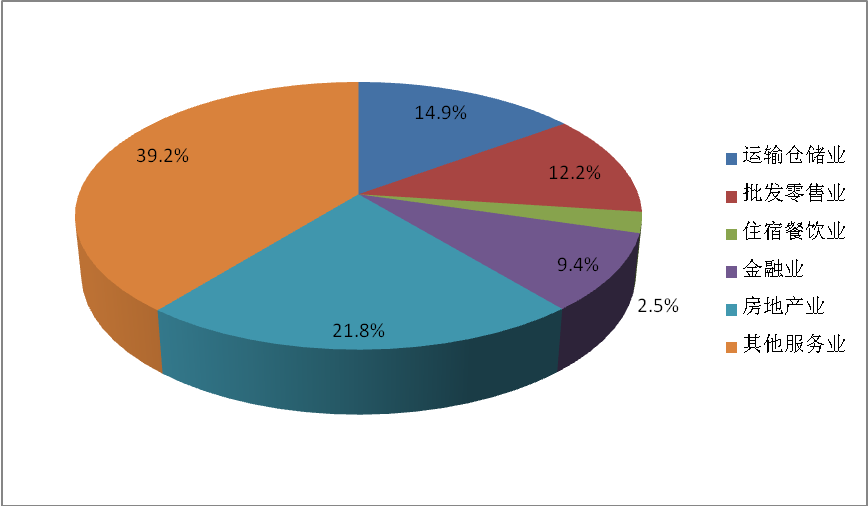 14.9%
12.2%
39.2%
9.4%
2.5%
21.8%
运输仓储业
批发零售业
住宿餐饮业
金融业
房地产业
其他服务业